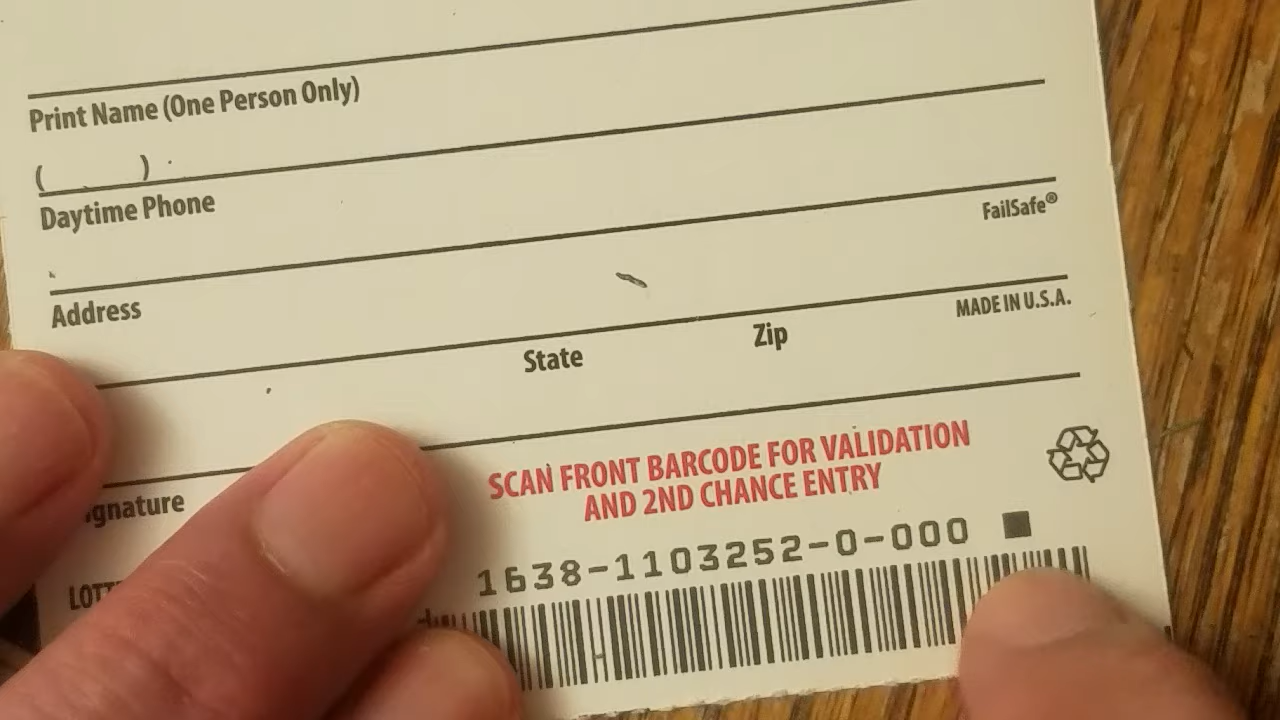 Print Name (One Person Only)
( )
Daytime Phone
FailSafe®
Address
MADE IN U.S.A.
State Zip
SCAN FRONT BARCODE FOR VALIDATION
AND 2ND CHANCE ENTRY
1638-1103252-0-000